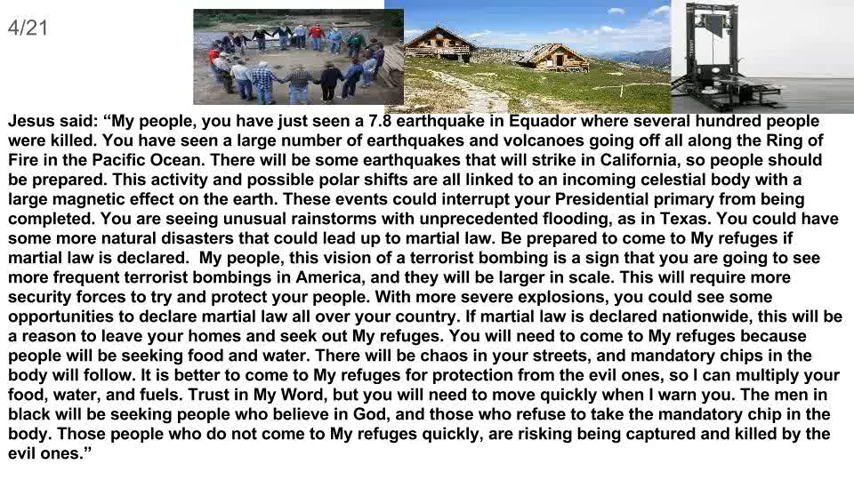 4/21
Jesus said: “My people, you have just seen a 7.8 earthquake in Equador where several hundred people
were killed. You have seen a large number of earthquakes and volcanoes going off all along the Ring of
Fire in the Pacific Ocean. There will be some earthquakes that will strike in California, so people should
be prepared. This activity and possible polar shifts are all linked to an incoming celestial body with a
large magnetic effect on the earth. These events could interrupt your Presidential primary from being
completed. You are seeing unusual rainstorms with unprecedented flooding, as in Texas. You could have
some more natural disasters that could lead up to martial law. Be prepared to come to My refuges if
martial law is declared.  My people, this vision of a terrorist bombing is a sign that you are going to see
more frequent terrorist bombings in America, and they will be larger in scale. This will require more
security forces to try and protect your people. With more severe explosions, you could see some
opportunities to declare martial law all over your country. If martial law is declared nationwide, this will be
a reason to leave your homes and seek out My refuges. You will need to come to My refuges because
people will be seeking food and water. There will be chaos in your streets, and mandatory chips in the
body will follow. It is better to come to My refuges for protection from the evil ones, so I can multiply your
food, water, and fuels. Trust in My Word, but you will need to move quickly when I warn you. The men in
black will be seeking people who believe in God, and those who refuse to take the mandatory chip in the
body. Those people who do not come to My refuges quickly, are risking being captured and killed by the
evil ones.”